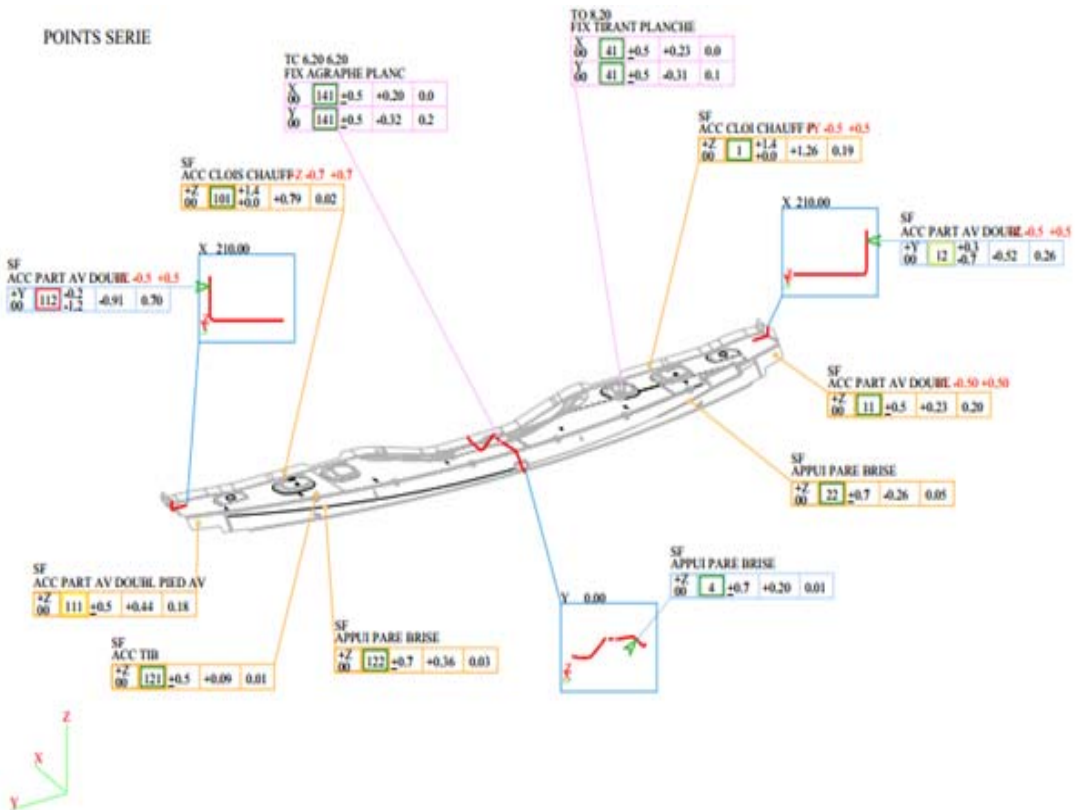 POINTS SERIE
TO 8.20
FIX TIRANT PLANCHE
X 00 41 ±0.5 +0.23 0.0
Y 00 41 ±0.5 -0.31 0.1
TC 6.20 6.20
FIX AGRAPHE PLANC
X 00 141 ±0.5 +0.20 0.0
Y 00 141 ±0.5 -0.32 0.2
SF
ACC CLOI CHAUFF -0.5 +0.5
+Z 00 1 +1.4 +0.0 +1.26 0.19
SF
ACC CLOIS CHAUFF -0.7 +0.7
+Z 00 101 +1.4 +0.0 +0.79 0.02
X 210.00
SF
ACC PART AV -0.5 +0.5
+Y 00 12 +0.3 -0.7 -0.52 0.26
X 210.00
SF
ACC PART AV -0.5 +0.5
+Y 00 112 -0.2 -1.2 -0.91 0.70
SF
ACC PART AV -0.50 +0.50
+Z 00 11 ±0.5 +0.23 0.20
SF
APPUI PARE BRISE
+Z 00 22 ±0.7 -0.26 0.05
SF
APPUI PARE BRISE
+Z 00 4 ±0.7 +0.20 0.01
Y 0.00
SF
ACC PART AV DOUBL PIED AV
+Z 00 111 ±0.5 +0.44 0.18
SF
APPUI PARE BRISE
+Z 00 122 ±0.7 +0.36 0.03
SF
ACC TIB
+Z 00 121 ±0.5 +0.09 0.01
Z
X
Y